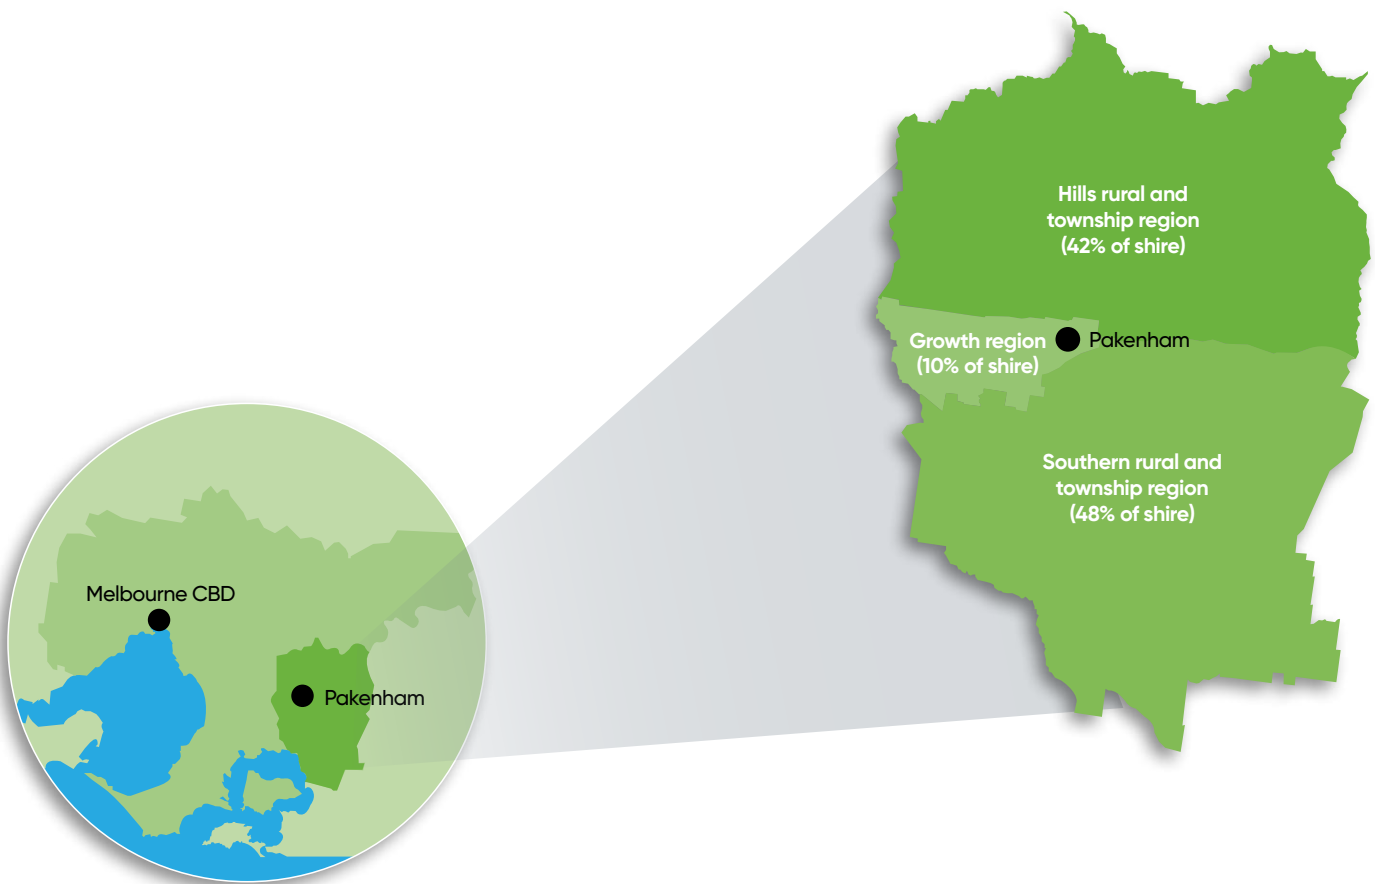 Hills rural and
township region
(42% of shire)
Growth region
(10% of shire)
Pakenham
Southern rural and
township region
(48% of shire)
Melbourne CBD
Pakenham